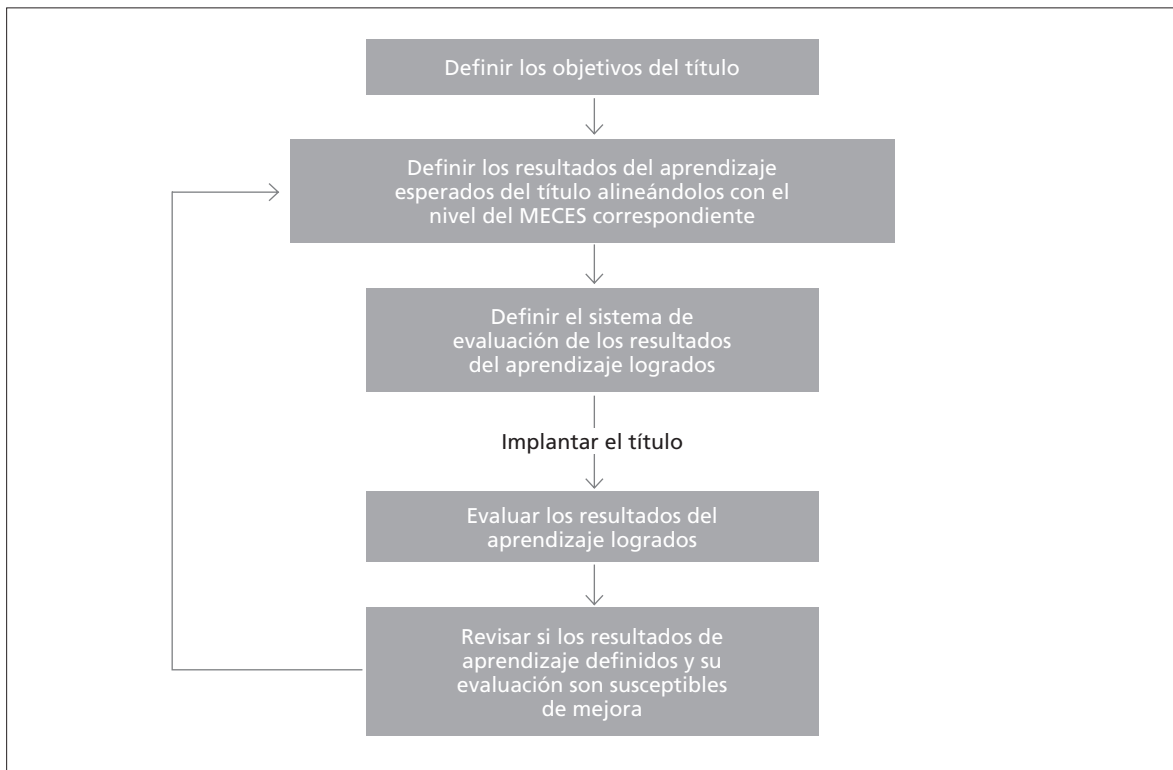 Definir los objetivos del título
Definir los resultados del aprendizaje
esperados del título alineándolos con el
nivel del MECES correspondiente
Definir el sistema de
evaluación de los resultados
del aprendizaje logrados
Implantar el título
Evaluar los resultados del
aprendizaje logrados
Revisar si los resultados de
aprendizaje definidos y su
evaluación son susceptibles
de mejora